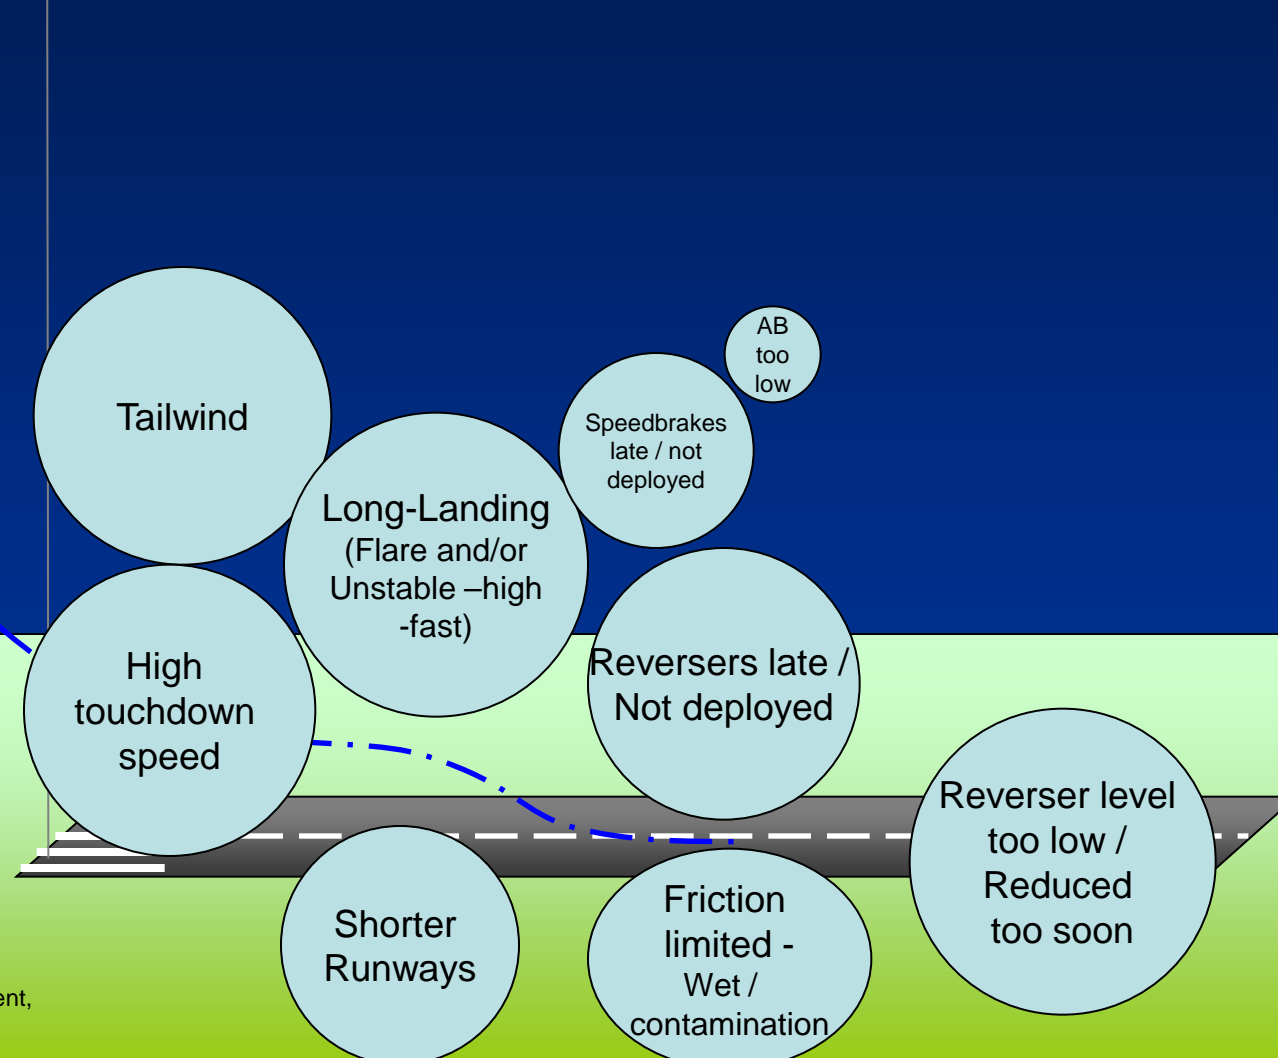 AB
too
low
Tailwind
Speedbrakes
late / not
deployed
Long-Landing
(Flare and/or
Unstable –high
-fast)
High
touchdown
speed
Reversers late /
Not deployed
Reverser level
too low /
Reduced
too soon
Shorter
Runways
Friction
limited -
Wet /
contamination
ent,